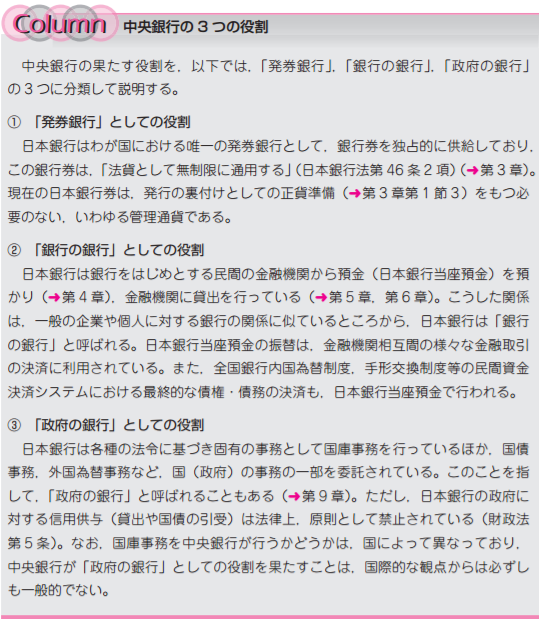 Column 中央銀行の3つの役割
中央銀行の果たす役割を，以下では，「発券銀行」，「銀行の銀行」，「政府の銀行」
の3つに分類して説明する。
① 「発券銀行」としての役割
日本銀行はわが国における唯一の発券銀行として，銀行券を独占的に供給しており，
この銀行券は，「法貨として無制限に通用する」（日本銀行法第46条2項）（➜第3章）。
現在の日本銀行券は，発行の裏付けとしての正貨準備（➜第3章第1節3）をもつ必
要のない，いわゆる管理通貨である。
② 「銀行の銀行」としての役割
日本銀行は銀行をはじめとする民間の金融機関から預金（日本銀行当座預金）を預
かり（➜第4章），金融機関に貸出を行っている（➜第5章，第6章）。こうした関係
は，一般の企業や個人に対する銀行の関係に似ているところから，日本銀行は「銀行
の銀行」と呼ばれる。日本銀行当座預金の振替は，金融機関相互間の様々な金融取引
の決済に利用されている。また，全国銀行内国為替制度，手形交換制度等の民間資金
決済システムにおける最終的な債権・債務の決済も，日本銀行当座預金で行われる。
③ 「政府の銀行」としての役割
日本銀行は各種の法令に基づき固有の事務として国庫事務を行っているほか，国債
事務，外国為替事務など，国（政府）の事務の一部を委託されている。このことを指
して，「政府の銀行」と呼ばれることもある（➜第9章）。ただし，日本銀行の政府に
対する信用供与（貸出や国債の引受）は法律上，原則として禁止されている（財政法
第5条）。なお，国庫事務を中央銀行が行うかどうかは，国によって異なっており，
中央銀行が「政府の銀行」としての役割を果たすことは，国際的な観点からは必ずし
も一般的でない。